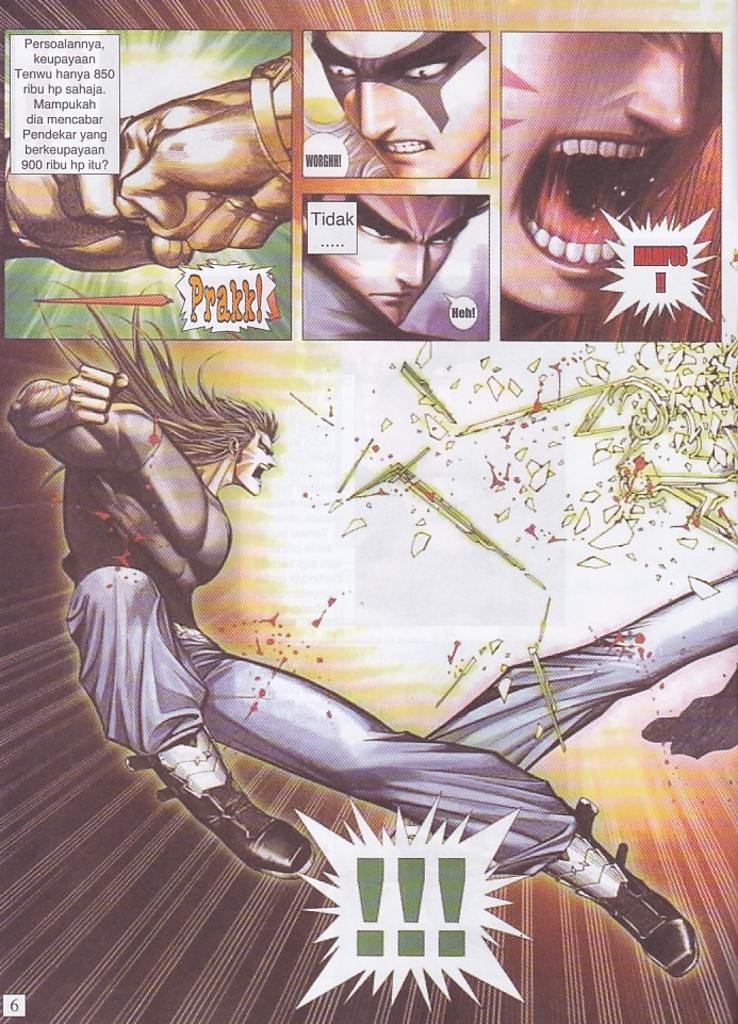 Persoalannya,
keupayaan
Tenwu hanya 850
ribu hp sahaja.
Mampukah
dia mencabar
Pendekar yang
berkeupayaan
900 ribu hp itu?
Prakk!
WORGHH!
Tidak
.....
Heh!
MAMPUS
!!
!!!
6